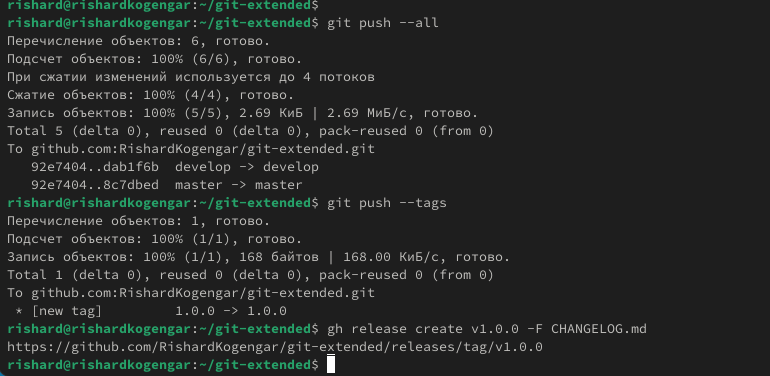 rishard@rishardkogengar:~/git-extended$
rishard@rishardkogengar:~/git-extended$ git push --all
Перечисление объектов: 6, готово.
Подсчет объектов: 100% (6/6), готово.
При сжатии изменений используется до 4 потоков
Сжатие объектов: 100% (4/4), готово.
Запись объектов: 100% (5/5), 2.69 КиБ | 2.69 МиБ/с, готово.
Total 5 (delta 0), reused 0 (delta 0), pack-reused 0 (from 0)
To github.com:RishardKogengar/git-extended.git
   92e7404..dab1f6b  develop -> develop
   92e7404..8c7dbed  master -> master
rishard@rishardkogengar:~/git-extended$ git push --tags
Перечисление объектов: 1, готово.
Подсчет объектов: 100% (1/1), готово.
Запись объектов: 100% (1/1), 168 байтов | 168.00 КиБ/с, готово.
Total 1 (delta 0), reused 0 (delta 0), pack-reused 0 (from 0)
To github.com:RishardKogengar/git-extended.git
 * [new tag]         1.0.0 -> 1.0.0
rishard@rishardkogengar:~/git-extended$ gh release create v1.0.0 -F CHANGELOG.md
https://github.com/RishardKogengar/git-extended/releases/tag/v1.0.0
rishard@rishardkogengar:~/git-extended$